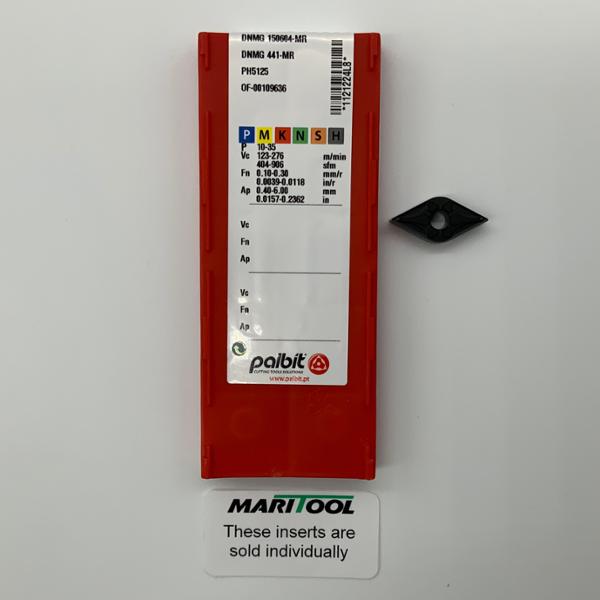 DNMG 150604-MR
DNMG 441-MR
PH5125
OF-00109636
*1121224L8*
P M K N S H
P 10-35
Vc 123-276 m/min
404-906 sfm
Fn 0.10-0.30 mm/r
0.0039-0.0118 in/r
Ap 0.40-6.00 mm
0.0157-0.2362 in
Vc
Fn
Ap
Vc
Fn
Ap
palbit
CUTTING TOOLS SOLUTIONS
www.palbit.pt
MARITOOL
These inserts are
sold individually